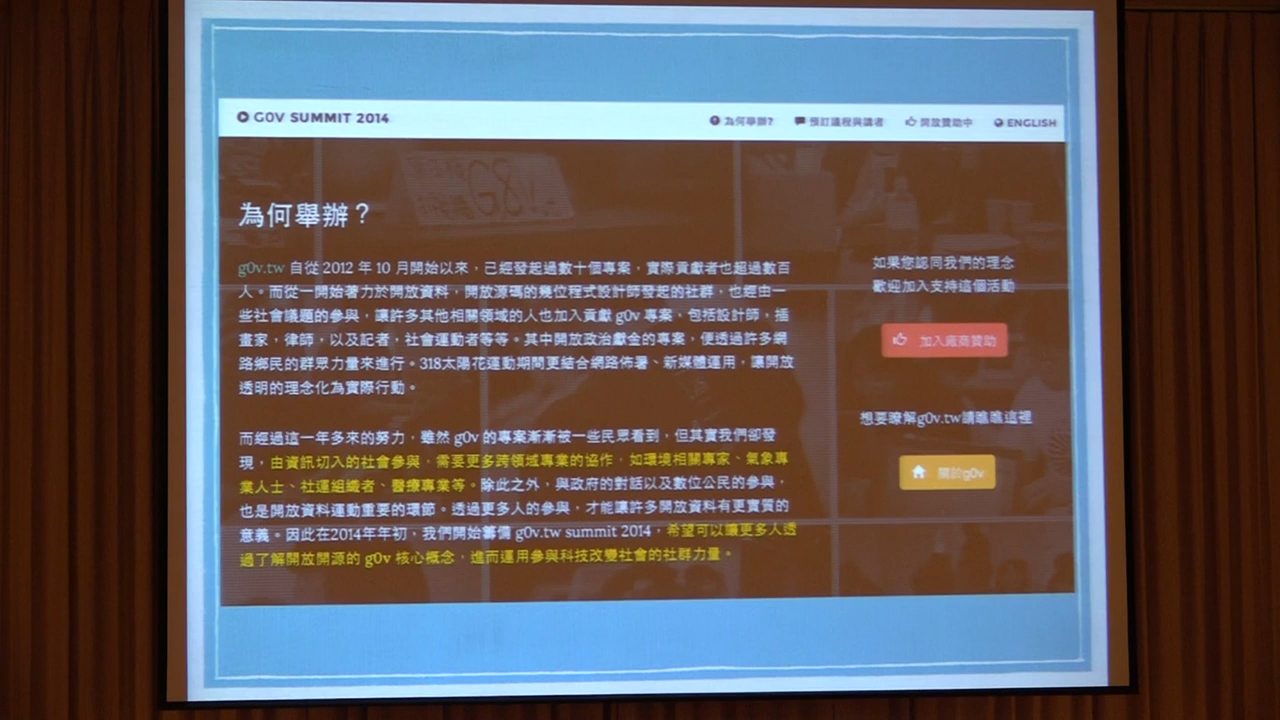 G0V SUMMIT 2014
為何舉辦?
預訂議程與講者
開放贊助中
ENGLISH
為何舉辦？
g0v.tw 自從 2012 年 10 月開始以來，已經發起過數十個專案，實際貢獻者也超過數百
人。而從一開始著力於開放資料，開放源碼的幾位程式設計師發起的社群，也經由一
些社會議題的參與，讓許多其他相關領域的人也加入貢獻 g0v 專案，包括設計師，插
畫家，律師，以及記者，社會運動者等等。其中開放政治獻金的專案，便透過許多網
路鄉民的群眾力量來進行。318太陽花運動期間更結合網路佈署、新媒體運用，讓開放
透明的理念化為實際行動。
而經過這一年多來的努力，雖然 g0v 的專案漸漸被一些民眾看到，但其實我們卻發
現，由資訊切入的社會參與，需要更多跨領域專業的協作，如環境相關專家、氣象專
業人士、社運組織者、醫療專業等。除此之外，與政府的對話以及數位公民的參與，
也是開放資料運動重要的環節。透過更多人的參與，才能讓許多開放資料有更實質的
意義。因此在2014年年初，我們開始籌備 g0v.tw summit 2014，希望可以讓更多人透
過了解開放開源的 g0v 核心概念，進而運用參與科技改變社會的社群力量。
如果您認同我們的理念
歡迎加入支持這個活動
加入廠商贊助
想要瞭解g0v.tw請瞧瞧這裡
關於g0v